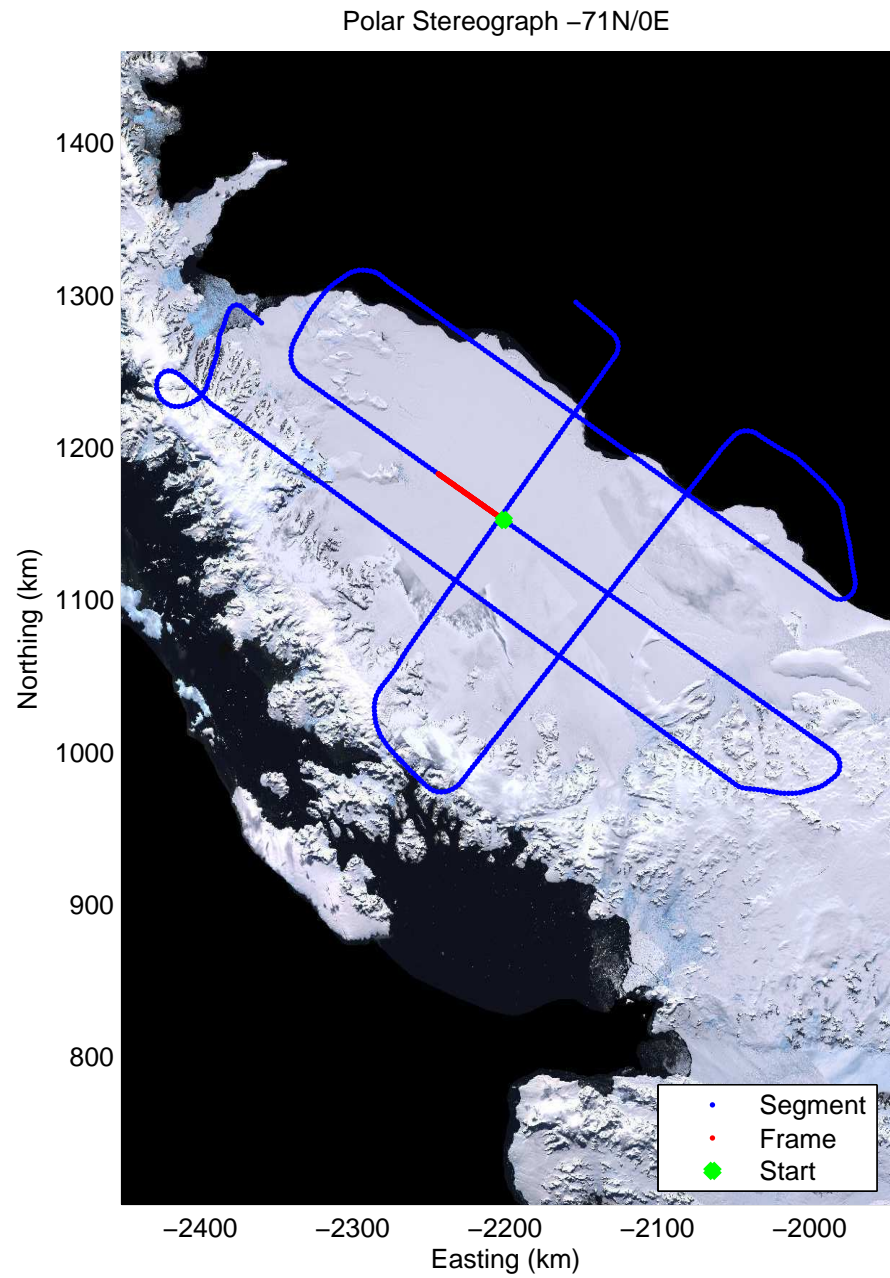 Polar Stereograph −71N/0E
1400
1300
1200
1100
1000
900
800
Northing (km)
Segment
Frame
Start
−2400
−2300
−2200
−2100
−2000
Easting (km)